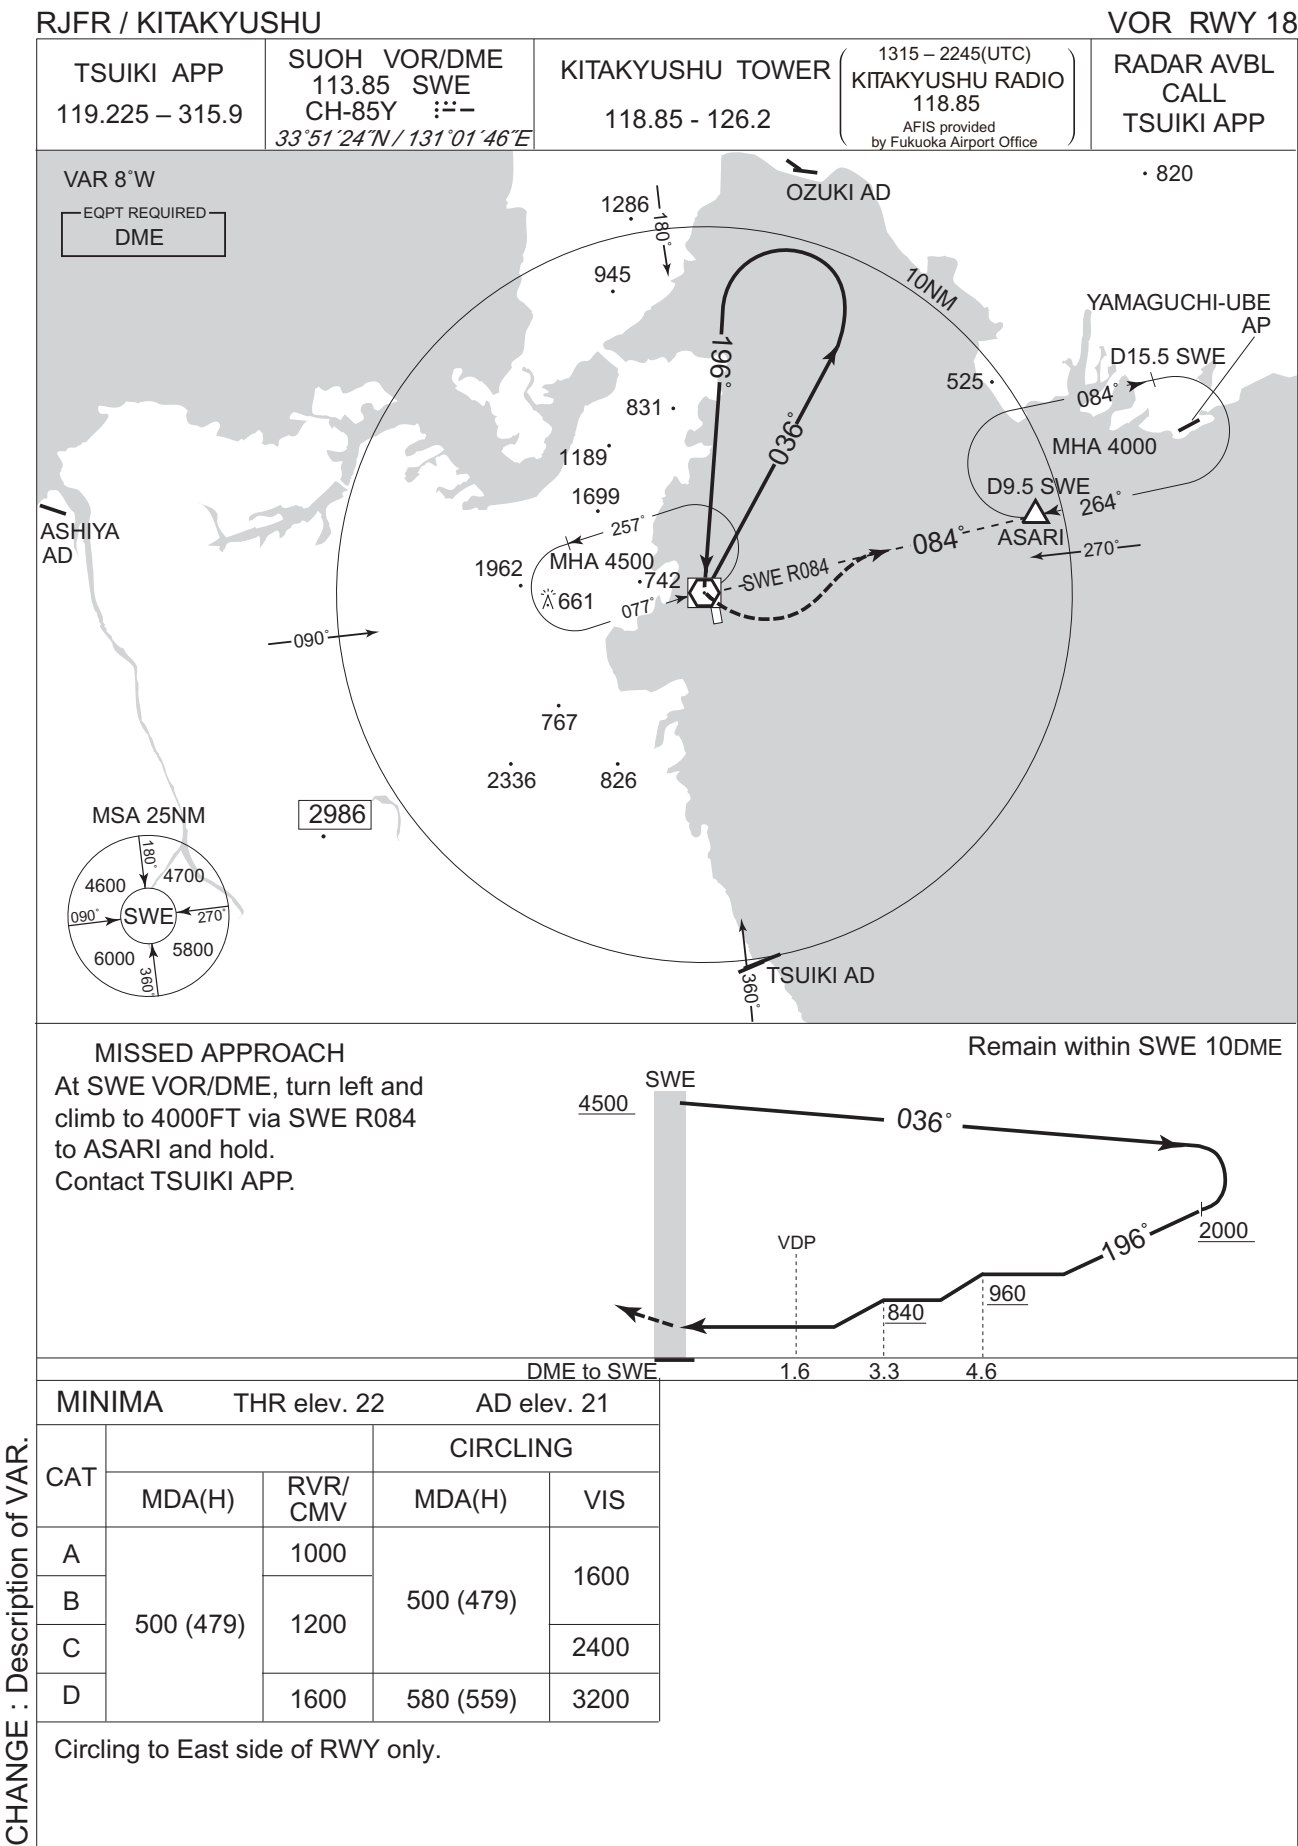 RJFR / KITAKYUSHU
VOR RWY 18
TSUIKI APP
119.225 – 315.9
SUOH VOR/DME
113.85 SWE
CH-85Y
33°51´24˝N / 131°01´46˝E
KITAKYUSHU TOWER
118.85 - 126.2
1315 – 2245(UTC)
KITAKYUSHU RADIO
118.85
AFIS provided
by Fukuoka Airport Office
RADAR AVBL
CALL
TSUIKI APP
VAR 8°W
EQPT REQUIRED
DME
OZUKI AD
820
1286
180°
945
10NM
YAMAGUCHI-UBE
AP
D15.5 SWE
196°
525
084°
831
036°
MHA 4000
1189
D9.5 SWE
1699
264°
ASHIYA
AD
257°
084°
ASARI
270°
MHA 4500
1962
742
SWE R084
661
077°
090°
767
2336
826
2986
MSA 25NM
180°
4600
4700
090°
SWE
270°
6000
5800
360°
TSUIKI AD
360°
MISSED APPROACH
At SWE VOR/DME, turn left and
climb to 4000FT via SWE R084
to ASARI and hold.
Contact TSUIKI APP.
Remain within SWE 10DME
SWE
4500
036°
2000
VDP
196°
960
840
DME to SWE
1.6
3.3
4.6
MINIMA THR elev. 22 AD elev. 21
CAT
CIRCLING
MDA(H)
RVR/
CMV
MDA(H)
VIS
A
1000
1600
B
500 (479)
1200
500 (479)
C
2400
D
1600
580 (559)
3200
Circling to East side of RWY only.
CHANGE : Description of VAR.